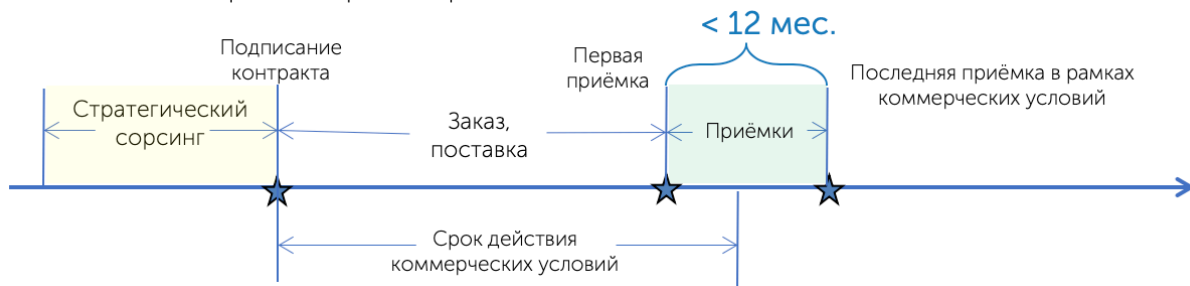 < 12 мес.
Подписание
контракта
Первая
приёмка
Последняя приёмка в рамках
коммерческих условий
Стратегический
сорсинг
Заказ,
поставка
Приёмки
Срок действия
коммерческих условий